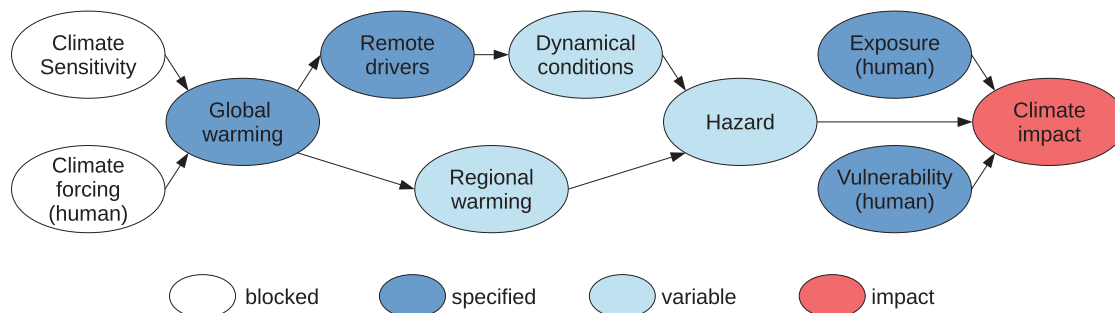 Climate
Sensitivity
Remote
drivers
Dynamical
conditions
Exposure
(human)
Global
warming
Hazard
Climate
impact
Climate
forcing
(human)
Regional
warming
Vulnerability
(human)
blocked
specified
variable
impact